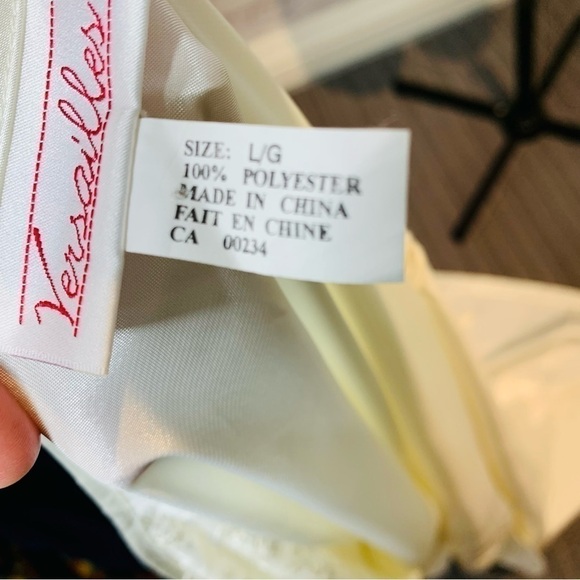 Versailles
SIZE: L/G
100% POLYESTER
MADE IN CHINA
FAIT EN CHINE
CA 00234